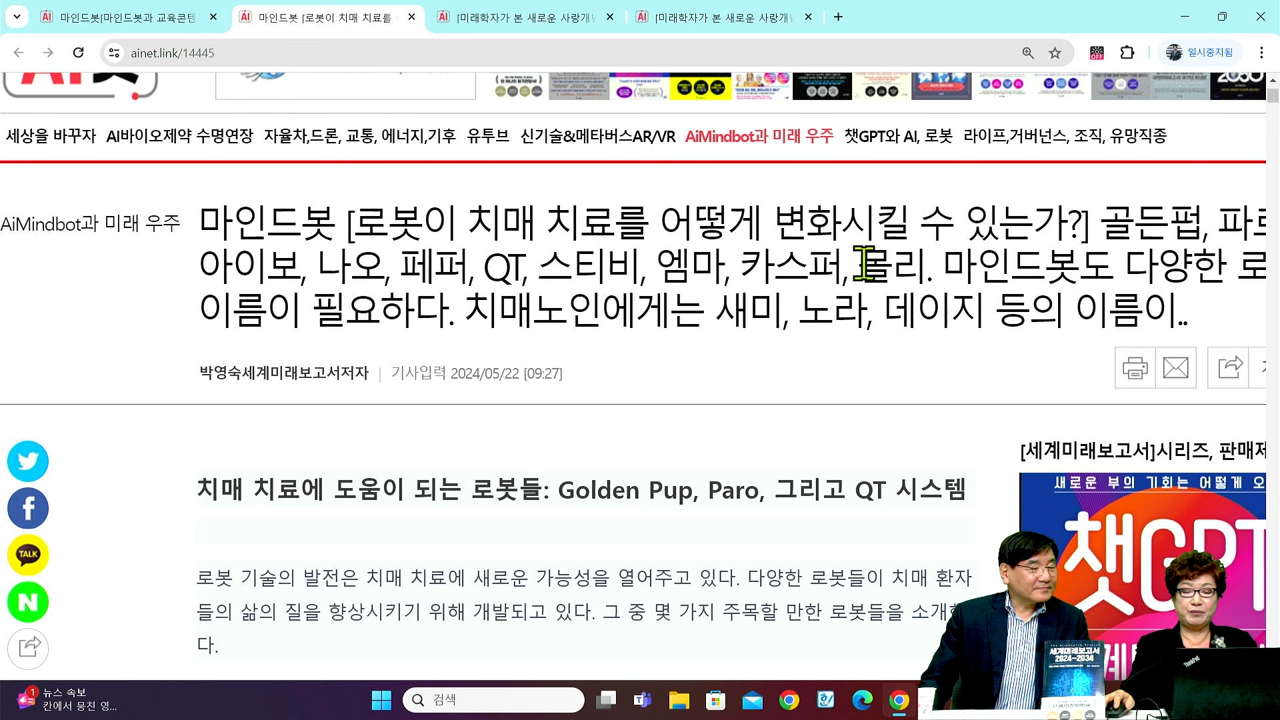 마인드봇[마인드봇과 교육콘텐
마인드봇 [로봇이 치매 치료를
[미래학자가 본 새로운 사랑개념
[미래학자가 본 새로운 사랑개념
ainet.link/14445
일시중지됨
세상을 바꾸자 AI바이오제약 수명연장 자율차,드론, 교통, 에너지,기후 유투브 신기술&메타버스AR/VR AiMindbot과 미래 우주 챗GPT와 AI, 로봇 라이프,거버넌스, 조직, 유망직종
AiMindbot과 미래 우주
마인드봇 [로봇이 치매 치료를 어떻게 변화시킬 수 있는가?] 골든펍, 파로
아이보, 나오, 페퍼, QT, 스티비, 엠마, 카스퍼, 몰리. 마인드봇도 다양한 로
이름이 필요하다. 치매노인에게는 새미, 노라, 데이지 등의 이름이..
박영숙세계미래보고서저자 | 기사입력 2024/05/22 [09:27]
[세계미래보고서]시리즈, 판매제
새로운 부의 기회는 어떻게 오
챗GPT
치매 치료에 도움이 되는 로봇들: Golden Pup, Paro, 그리고 QT 시스템
로봇 기술의 발전은 치매 치료에 새로운 가능성을 열어주고 있다. 다양한 로봇들이 치매 환자
들의 삶의 질을 향상시키기 위해 개발되고 있다. 그 중 몇 가지 주목할 만한 로봇들을 소개
다.
TALK
N
세계미래보고서
2024-2034
ThinkPad
뉴스 속보
칸에서 뭉친 영...
검색